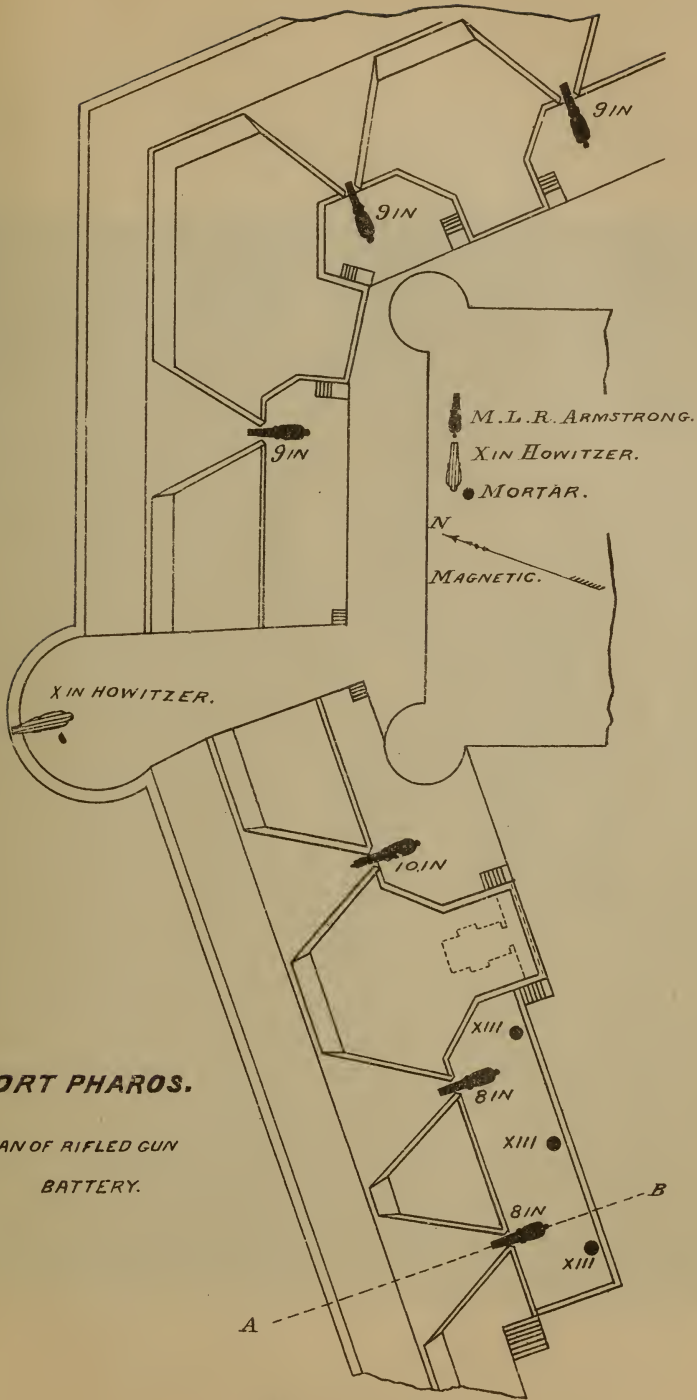 9IN
9IN
9IN
M.L.R. ARMSTRONG.
X IN HOWITZER.
MORTAR.
N
MAGNETIC.
X IN HOWITZER.
10.IN
XIII
ORT PHAROS.
8IN
AN OF RIFLED GUN
XIII
BATTERY.
B
8IN
XIII
A